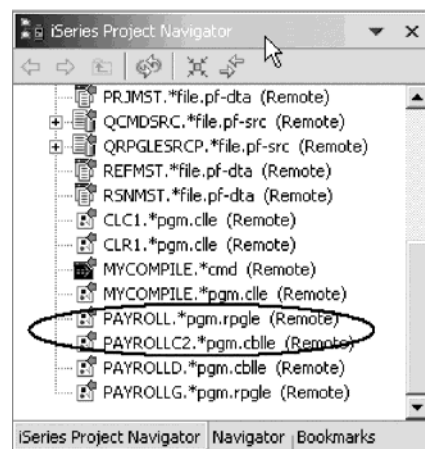 iSeries Project Navigator
PRJMST.*file.pf-dta (Remote)
QCMDSRC.*file.pf-src (Remote)
QRPGLESRCP.*file.pf-src (Remote)
REFMST.*file.pf-dta (Remote)
RSNMST.*file.pf-dta (Remote)
CLC1.*pgm.clle (Remote)
CLR1.*pgm.clle (Remote)
MYCOMPILE.*cmd (Remote)
MYCOMPILE.*pgm.clle (Remote)
PAYROLL.*pgm.rpgle (Remote)
PAYROLLC2.*pgm.cblle (Remote)
PAYROLLD.*pgm.cblle (Remote)
PAYROLLG.*pgm.rpgle (Remote)
iSeries Project Navigator Navigator Bookmarks